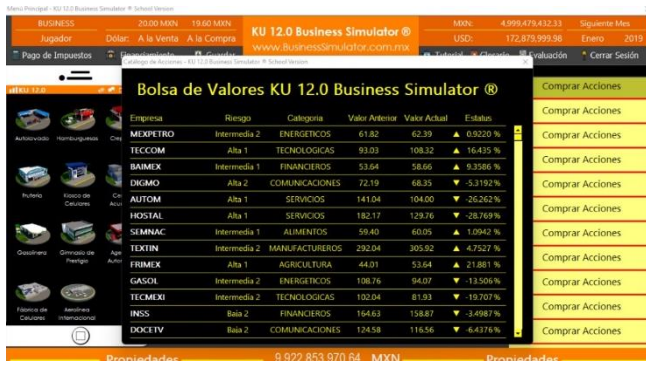 Menú Principal - KU 12.0 Business Simulator ® School Version
BUSINESS 20.00 MXN 19.60 MXN KU 12.0 Business Simulator ® MXN: 4,999,479,432.33 Siguiente Mes
Jugador Dólar: A la Venta A la Compra www.BusinessSimulator.com.mx USD: 172,879,999.98 Enero 2019
Pago de Impuestos Financiamiento Guardar Tutorial Glosario Evaluación Cerrar Sesión
Catálogo de Acciones - KU 12.0 Business Simulator ® School Version
KU 12.0
Bolsa de Valores KU 12.0 Business Simulator ®
Empresa Riesgo Categoria Valor Anterior Valor Actual Estatus
MEXPETRO Intermedia 2 ENERGETICOS 61.82 62.39 ▲ 0.9220 %
TECCOM Alta 1 TECNOLOGICAS 93.03 108.32 ▲ 16.435 %
BAIMEX Intermedia 1 FINANCIEROS 53.64 58.66 ▲ 9.3586 %
DIGMO Alta 2 COMUNICACIONES 72.19 68.35 ▼ -5.3192%
AUTOM Alta 1 SERVICIOS 141.04 104.00 ▼ -26.262%
HOSTAL Alta 1 SERVICIOS 182.17 129.76 ▼ -28.769%
SEMNAC Intermedia 1 ALIMENTOS 59.40 60.05 ▲ 1.0942 %
TEXTIN Intermedia 2 MANUFACTUREROS 292.04 305.92 ▲ 4.7527 %
FRIMEX Alta 1 AGRICULTURA 44.01 53.64 ▲ 21.881 %
GASOL Intermedia 2 ENERGETICOS 108.76 94.07 ▼ -13.506%
TECMEXI Intermedia 2 TECNOLOGICAS 102.04 81.93 ▼ -19.707%
INSS Baja 2 FINANCIEROS 164.63 158.87 ▼ -3.4987%
DOCETV Baja 2 COMUNICACIONES 124.58 116.56 ▼ -6.4376%
Comprar Acciones
Comprar Acciones
Comprar Acciones
Comprar Acciones
Comprar Acciones
Comprar Acciones
Comprar Acciones
Comprar Acciones
Comprar Acciones
Comprar Acciones
Comprar Acciones
Autolavado Hamburguesas
Frutería Kiosco de Celulares
Gasolinera Gimnasio de Prestigio
Fábrica de Celulares Aerolínea Internacional
Propiedades 9,922,853,970.64 MXN Propiedades